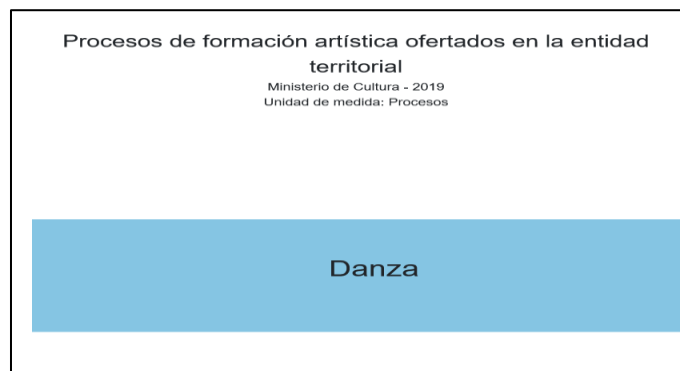 Procesos de formación artística ofertados en la entidad
territorial
Ministerio de Cultura - 2019
Unidad de medida: Procesos
Danza